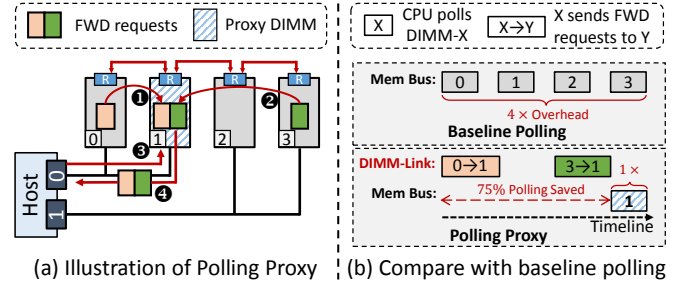 FWD requests
Proxy DIMM
R
R
R
R
❶
❷
0
1
2
3
❸
❹
Host
0
1
(a) Illustration of Polling Proxy
X
CPU polls
DIMM-X
X→Y
X sends FWD
requests to Y
Mem Bus:
0
1
2
3
4 × Overhead
Baseline Polling
DIMM-Link:
0→1
3→1
1 ×
Mem Bus:
75% Polling Saved
1
Timeline
Polling Proxy
(b) Compare with baseline polling